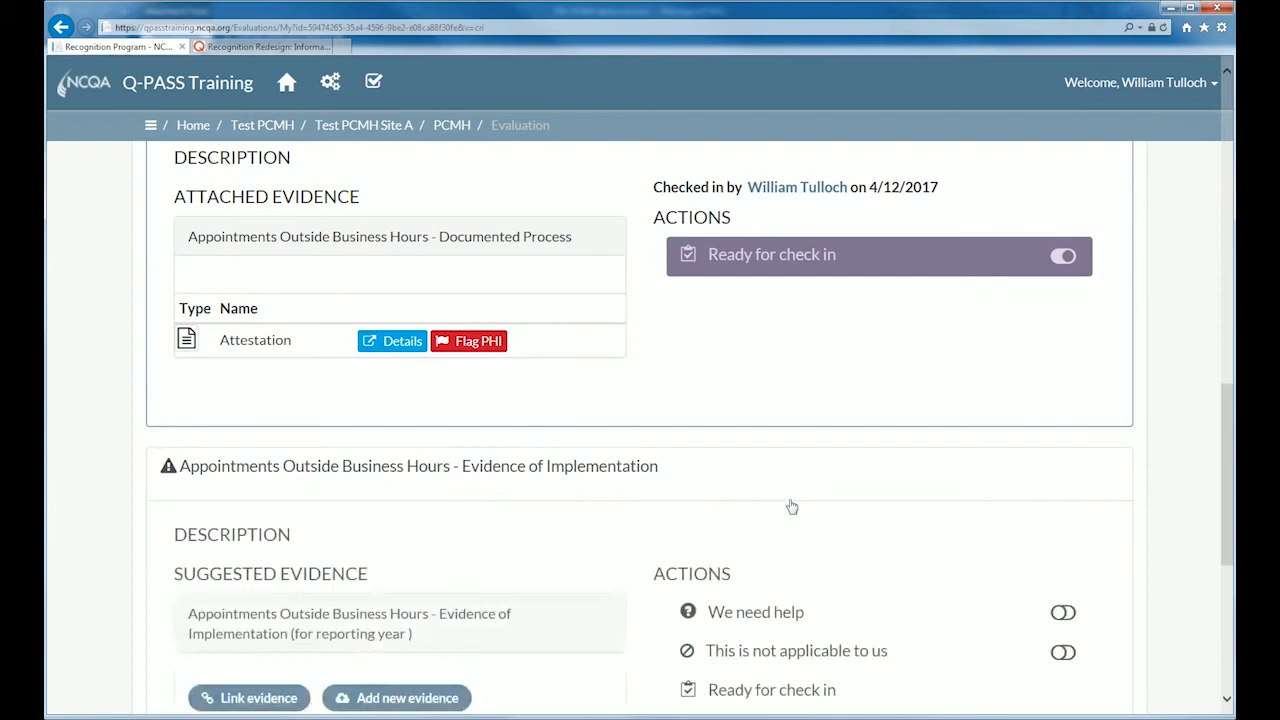 https://qpasstraining.ncqa.org/Evaluations/My?id=59474265-35a4-4596-9be2-e08ca88f30fe&v=cri
Recognition Program - NC...
Recognition Redesign: Informa...
NCQA Q-PASS Training
Welcome, William Tulloch
/ Home / Test PCMH / Test PCMH Site A / PCMH / Evaluation
DESCRIPTION
ATTACHED EVIDENCE
Appointments Outside Business Hours - Documented Process
Type Name
Attestation Details Flag PHI
Checked in by William Tulloch on 4/12/2017
ACTIONS
Ready for check in
Appointments Outside Business Hours - Evidence of Implementation
DESCRIPTION
SUGGESTED EVIDENCE
Appointments Outside Business Hours - Evidence of
Implementation (for reporting year )
Link evidence Add new evidence
ACTIONS
We need help
This is not applicable to us
Ready for check in